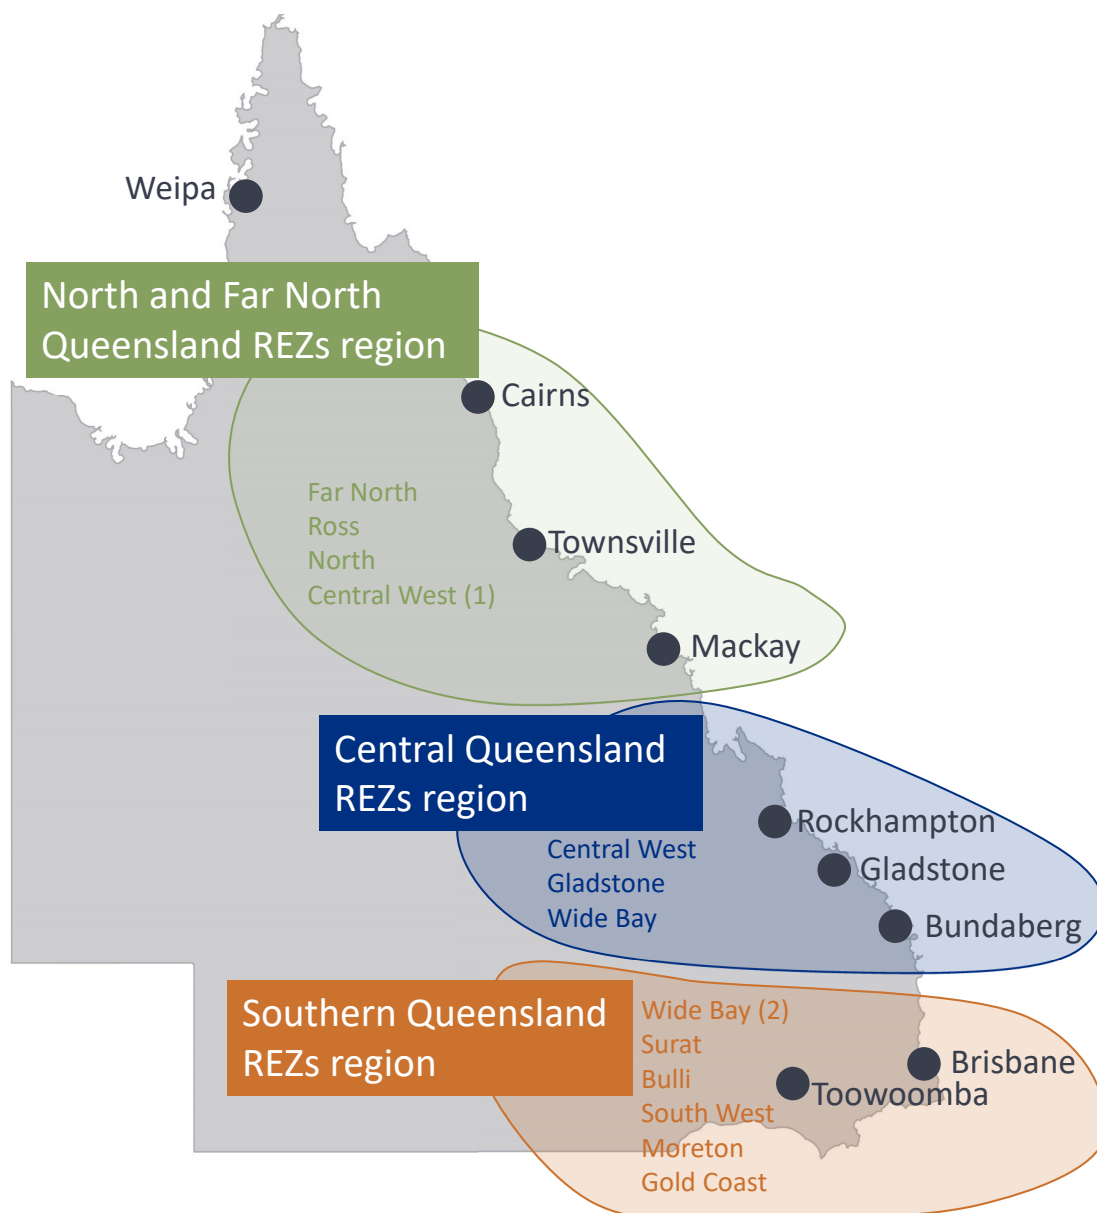 Weipa
North and Far North
Queensland REZs region
Cairns
Far North
Ross
North
Central West (1)
Townsville
Mackay
Central Queensland
REZs region
Rockhampton
Central West
Gladstone
Wide Bay
Gladstone
Bundaberg
Southern Queensland
REZs region
Wide Bay (2)
Surat
Bulli
South West
Moreton
Gold Coast
Brisbane
Toowoomba